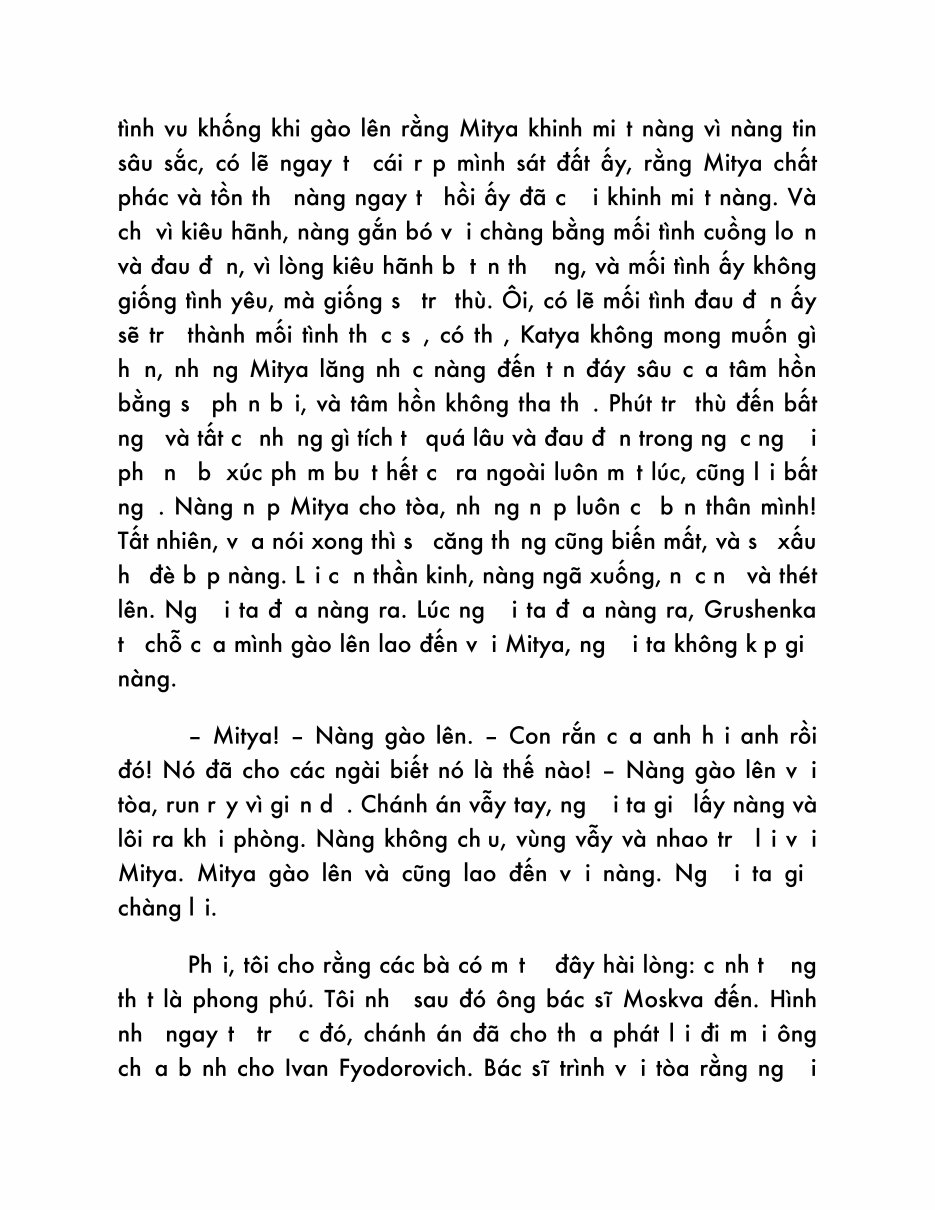 tình vu khống khi gào lên rằng Mitya khinh mi t nàng vì nàng tin
sâu sắc, có lẽ ngay t cái r p mình sát đất ấy, rằng Mitya chất
phác và tồn th nàng ngay t hồi ấy đã c i khinh mi t nàng. Và
ch vì kiêu hãnh, nàng gắn bó v i chàng bằng mối tình cuồng lo n
và đau đ n, vì lòng kiêu hãnh b t n th ng, và mối tình ấy không
giống tình yêu, mà giống s tr thù. Ôi, có lẽ mối tình đau đ n ấy
sẽ tr thành mối tình th c s , có th , Katya không mong muốn gì
h n, nh ng Mitya lăng nh c nàng đến t n đáy sâu c a tâm hồn
bằng s ph n b i, và tâm hồn không tha th . Phút tr thù đến bất
ng và tất c nh ng gì tích t quá lâu và đau đ n trong ng c ng i
ph n b xúc ph m bu t hết c ra ngoài luôn m t lúc, cũng l i bất
ng . Nàng n p Mitya cho tòa, nh ng n p luôn c b n thân mình!
Tất nhiên, v a nói xong thì s căng th ng cũng biến mất, và s xấu
h đè b p nàng. L i c n thần kinh, nàng ngã xuống, n c n và thét
lên. Ng i ta đ a nàng ra. Lúc ng i ta đ a nàng ra, Grushenka
t chỗ c a mình gào lên lao đến v i Mitya, ng i ta không k p gi
nàng.
– Mitya! – Nàng gào lên. – Con rắn c a anh h i anh rồi
đó! Nó đã cho các ngài biết nó là thế nào! – Nàng gào lên v i
tòa, run r y vì gi n d . Chánh án vẫy tay, ng i ta gi lấy nàng và
lôi ra kh i phòng. Nàng không ch u, vùng vẫy và nhao tr l i v i
Mitya. Mitya gào lên và cũng lao đến v i nàng. Ng i ta gi
chàng l i.
Ph i, tôi cho rằng các bà có m t đây hài lòng: c nh t ng
th t là phong phú. Tôi nh sau đó ông bác sĩ Moskva đến. Hình
nh ngay t tr c đó, chánh án đã cho th a phát l i đi m i ông
ch a b nh cho Ivan Fyodorovich. Bác sĩ trình v i tòa rằng ng i